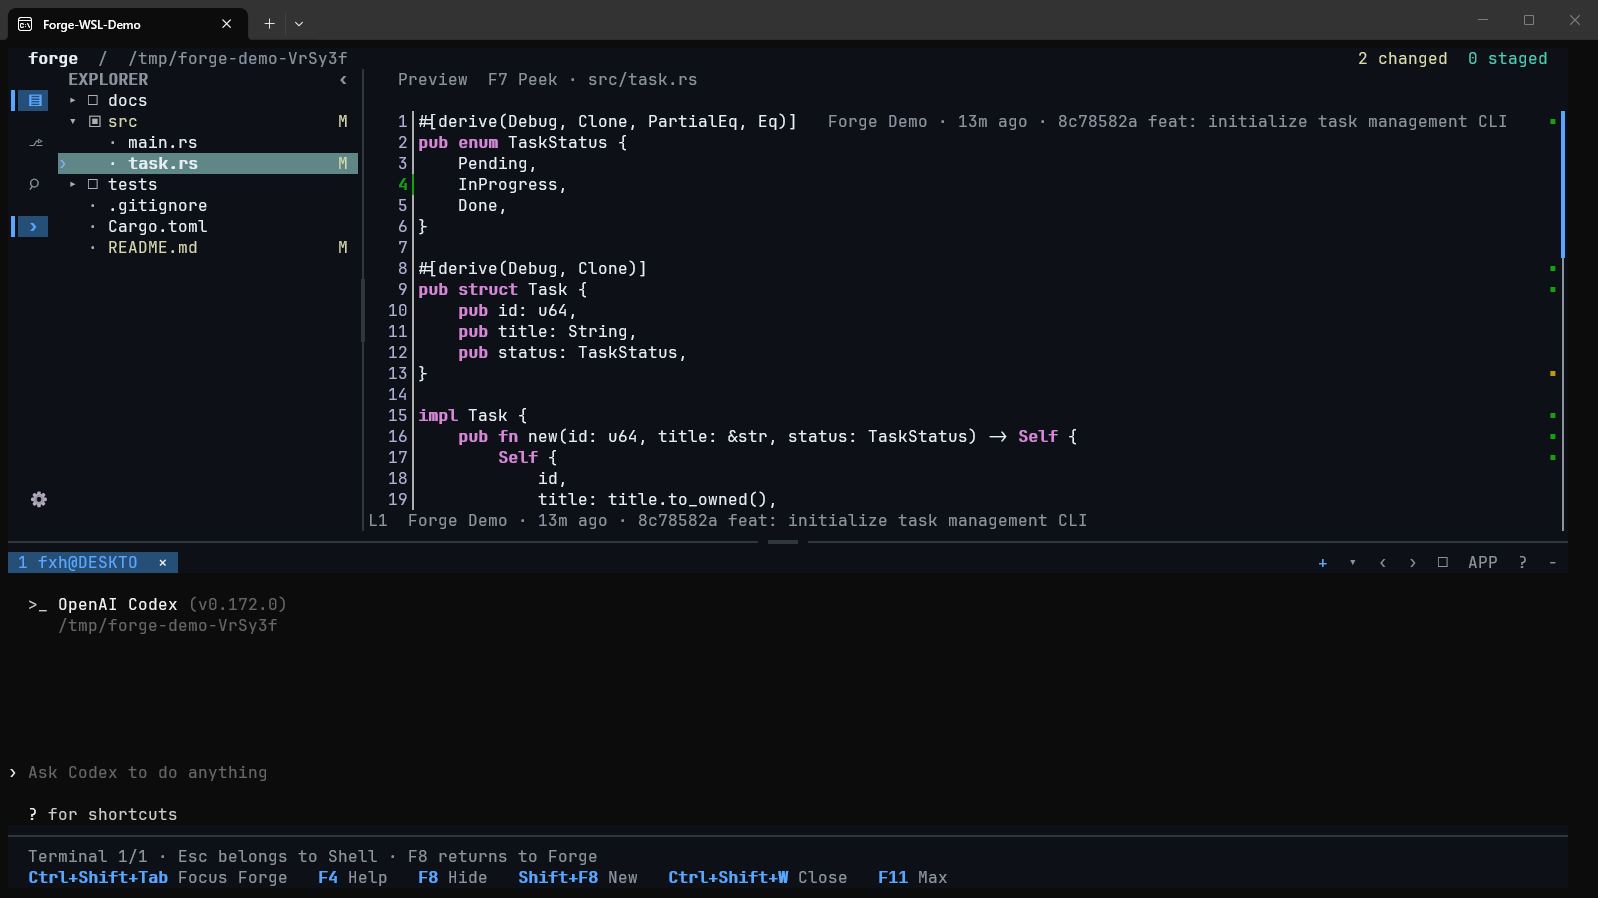 Forge-WSL-Demo
forge / /tmp/forge-demo-VrSy3f
2 changed 0 staged
EXPLORER
docs
src M
main.rs
task.rs M
tests
.gitignore
Cargo.toml
README.md M
Preview F7 Peek · src/task.rs
1 #[derive(Debug, Clone, PartialEq, Eq)] Forge Demo · 13m ago · 8c78582a feat: initialize task management CLI
2 pub enum TaskStatus {
3 Pending,
4 InProgress,
5 Done,
6 }
7
8 #[derive(Debug, Clone)]
9 pub struct Task {
10 pub id: u64,
11 pub title: String,
12 pub status: TaskStatus,
13 }
14
15 impl Task {
16 pub fn new(id: u64, title: &str, status: TaskStatus) -> Self {
17 Self {
18 id,
19 title: title.to_owned(),
L1 Forge Demo · 13m ago · 8c78582a feat: initialize task management CLI
1 fxh@DESKTO ×
+ ▾ ‹ › □ APP ? -
>_ OpenAI Codex (v0.172.0)
/tmp/forge-demo-VrSy3f
› Ask Codex to do anything
? for shortcuts
Terminal 1/1 · Esc belongs to Shell · F8 returns to Forge
Ctrl+Shift+Tab Focus Forge F4 Help F8 Hide Shift+F8 New Ctrl+Shift+W Close F11 Max